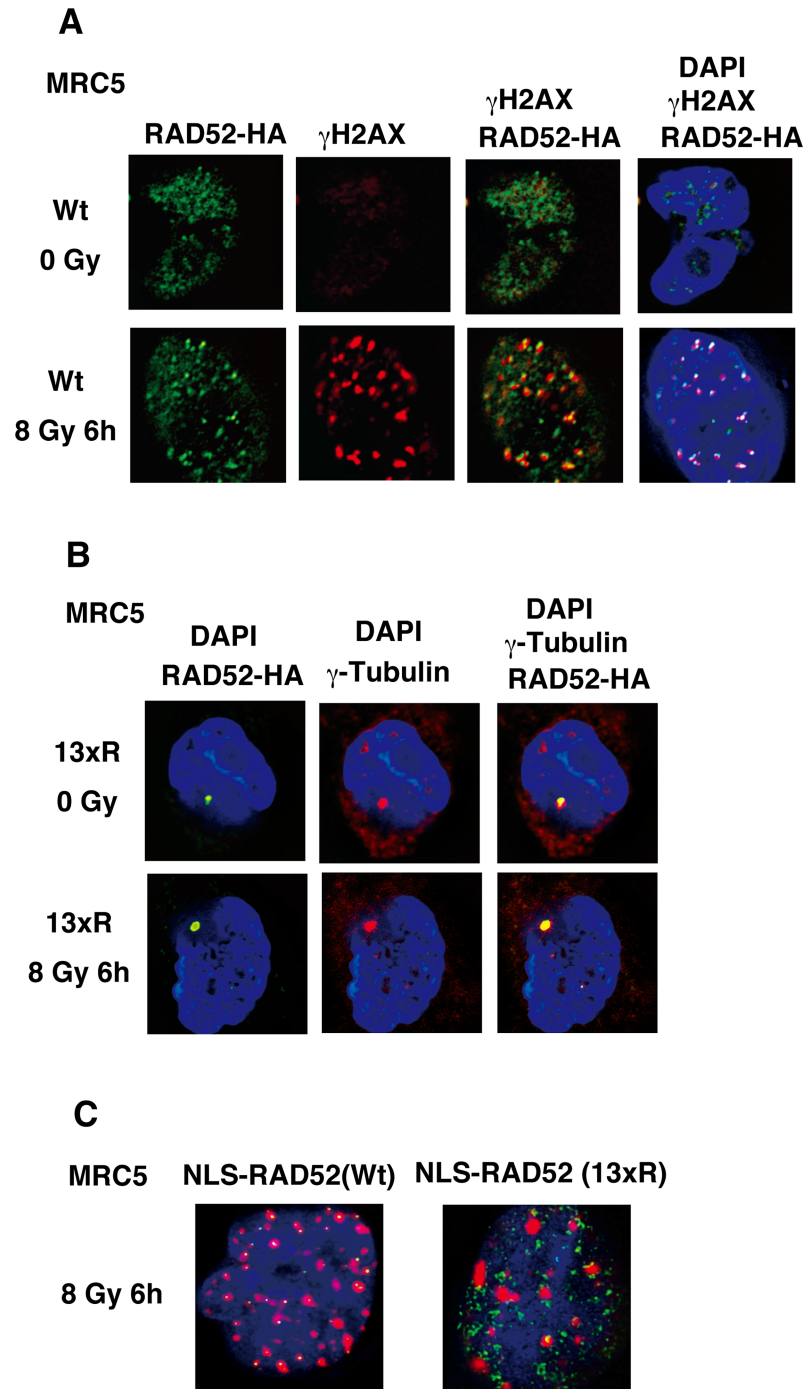 A
MRC5
RAD52-HA
γH2AX
γH2AX
RAD52-HA
DAPI
γH2AX
RAD52-HA
Wt
0 Gy
Wt
8 Gy 6h
B
MRC5
DAPI
RAD52-HA
DAPI
γ-Tubulin
DAPI
γ-Tubulin
RAD52-HA
13xR
0 Gy
13xR
8 Gy 6h
C
MRC5
NLS-RAD52(Wt)
NLS-RAD52 (13xR)
8 Gy 6h